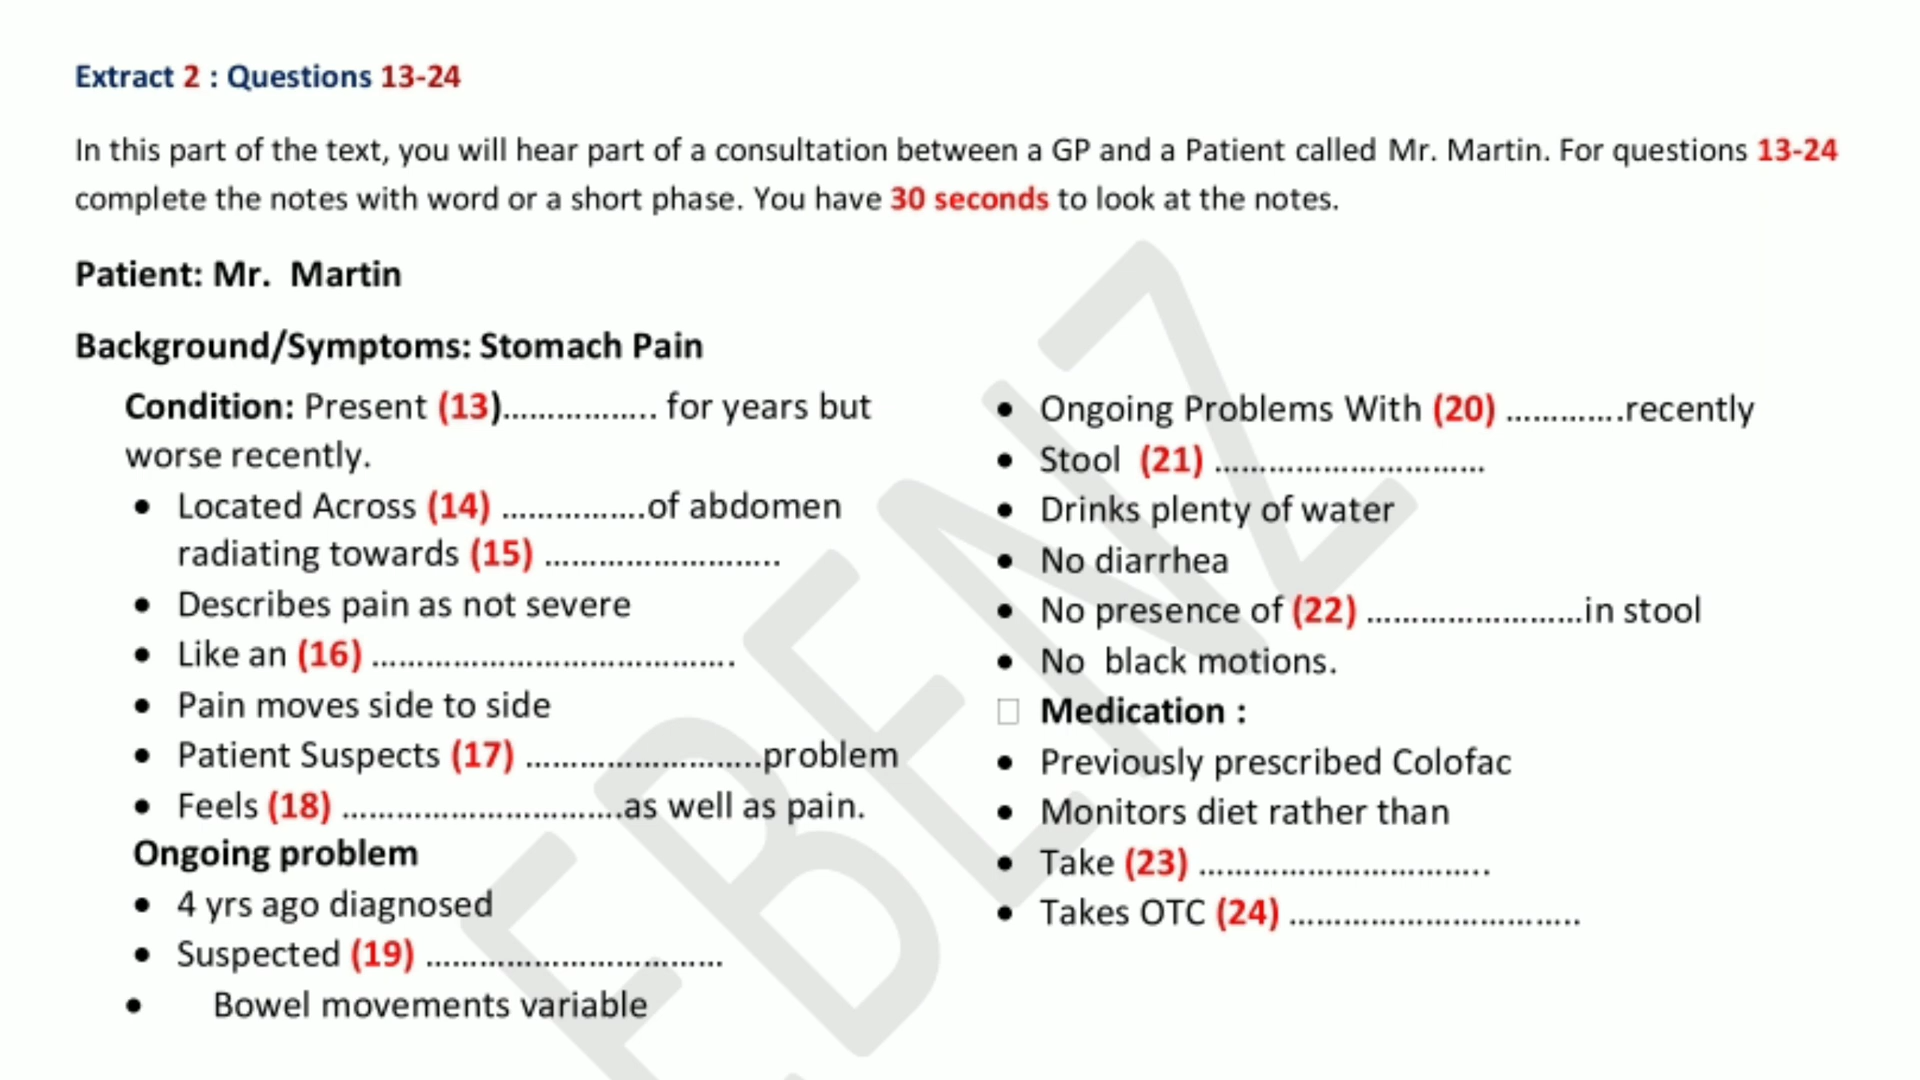 Extract 2 : Questions 13-24
In this part of the text, you will hear part of a consultation between a GP and a Patient called Mr. Martin. For questions 13-24
complete the notes with word or a short phase. You have 30 seconds to look at the notes.
Patient: Mr. Martin
Background/Symptoms: Stomach Pain
Condition: Present (13)................. for years but
worse recently.
• Located Across (14) ................of abdomen
radiating towards (15) ..........................
• Describes pain as not severe
• Like an (16) ........................................
• Pain moves side to side
• Patient Suspects (17) ..........................problem
• Feels (18) ...............................as well as pain.
Ongoing problem
• 4 yrs ago diagnosed
• Suspected (19) .................................
• Bowel movements variable
• Ongoing Problems With (20) .............recently
• Stool (21) ..............................
• Drinks plenty of water
• No diarrhea
• No presence of (22) ........................in stool
• No black motions.
□ Medication :
• Previously prescribed Colofac
• Monitors diet rather than
• Take (23) ................................
• Takes OTC (24) ................................
EBENZ